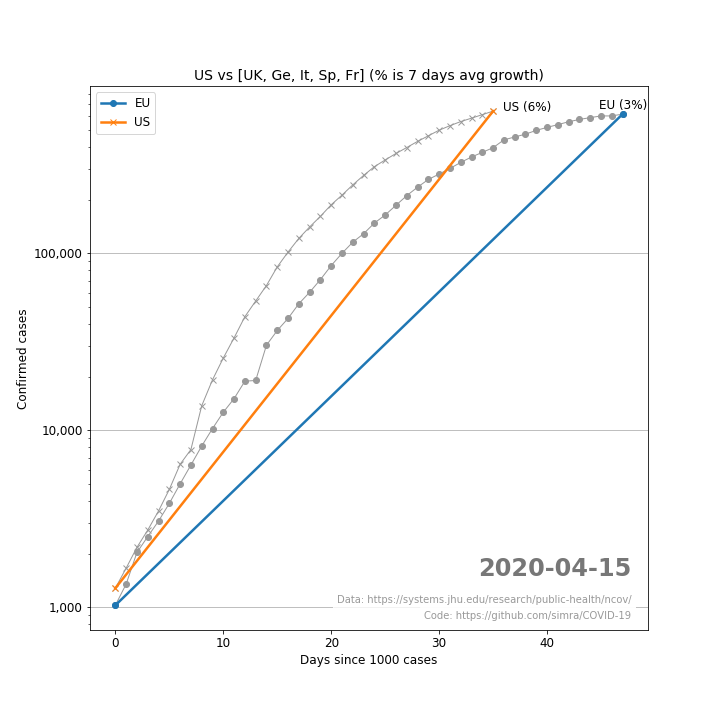 US vs [UK, Ge, It, Sp, Fr] (% is 7 days avg growth)
EU
US
US (6%)
EU (3%)
100,000
10,000
1,000
Confirmed cases
2020-04-15
Data: https://systems.jhu.edu/research/public-health/ncov/
Code: https://github.com/simra/COVID-19
0 10 20 30 40
Days since 1000 cases